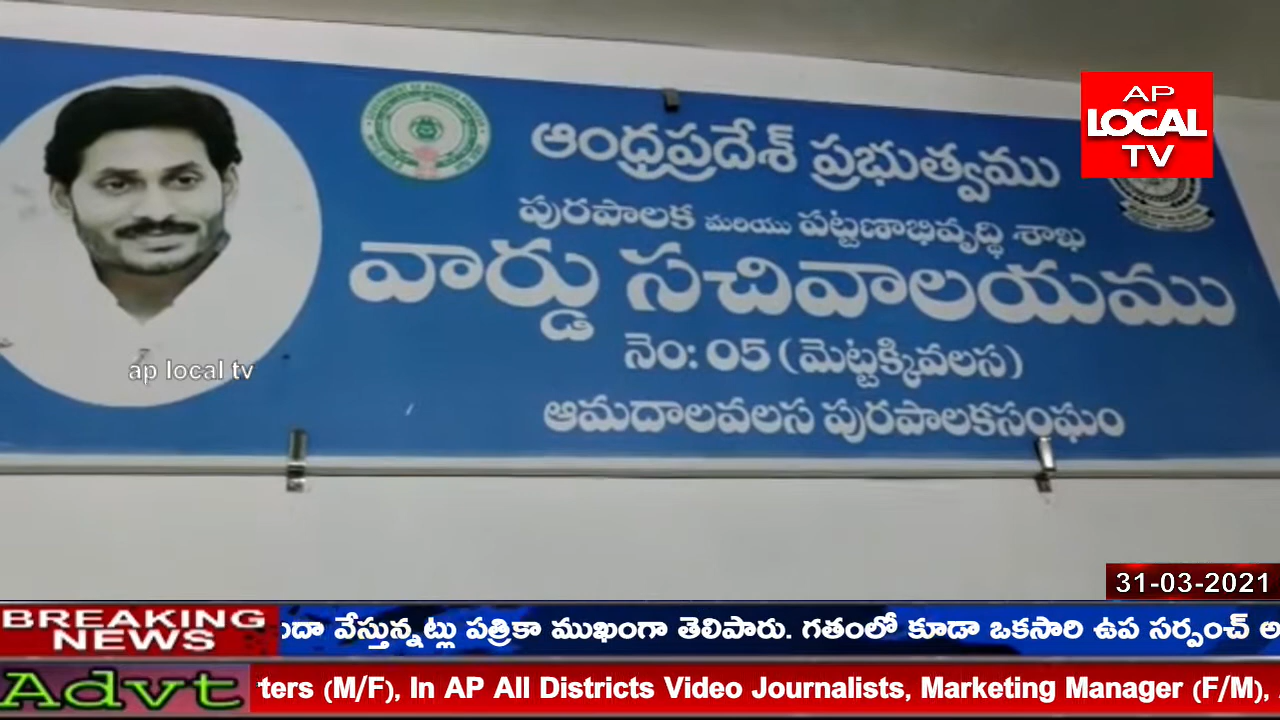 AP
LOCAL
TV
ఆంధ్రప్రదేశ్ ప్రభుత్వము
పురపాలక మరియు పట్టణాభివృద్ధి శాఖ
వార్డు సచివాలయము
నెం: 05 (మెట్టక్కివలస)
ఆమదాలవలస పురపాలకసంఘం
ap local tv
31-03-2021
BREAKING
NEWS
వేస్తున్నట్లు పత్రికా ముఖంగా తెలిపారు. గతంలో కూడా ఒకసారి ఉప సర్పంచ్ అ
Advt
ters (M/F), In AP All Districts Video Journalists, Marketing Manager (F/M),